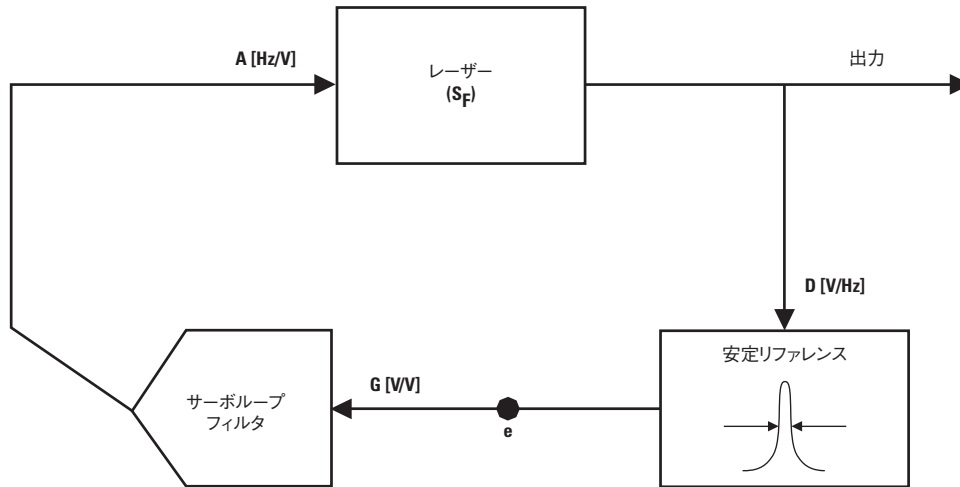 A [Hz/V]
レーザー
(SF)
出力
D [V/Hz]
安定リファレンス
G [V/V]
e
サーボループ
フィルタ